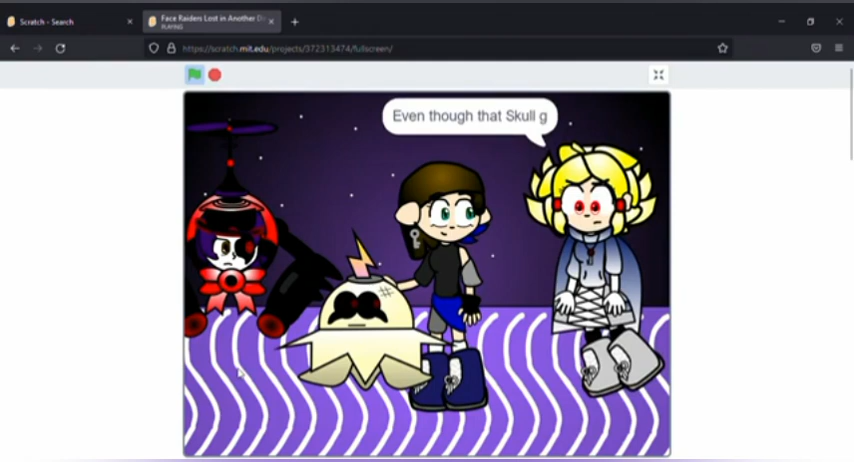 Scratch - Search
Face Raiders Lost in Another Di
PLAYING
https://scratch.mit.edu/projects/372313474/fullscreen/
Even though that Skull g